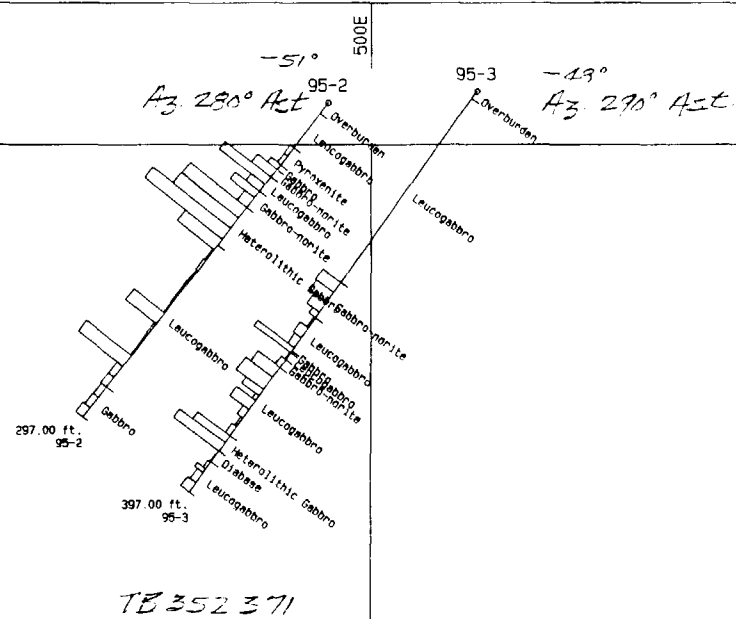 500E
-51°
95-2
Az. 280° Ast
95-3
-49°
Az. 290° Ast.
Overburden
Leucogabbro
Pyroxenite
Gabbro
Gabbro-norite
Leucogabbro
Gabbro-norite
Heterolithic
Leucogabbro
Gabbro
297.00 ft.
95-2
Overburden
Leucogabbro
Gabbro-norite
Leucogabbro
Gabbro
Leucogabbro
Gabbro-norite
Leucogabbro
Heterolithic Gabbro
Diabase
Leucogabbro
397.00 ft.
95-3
TB 352 371